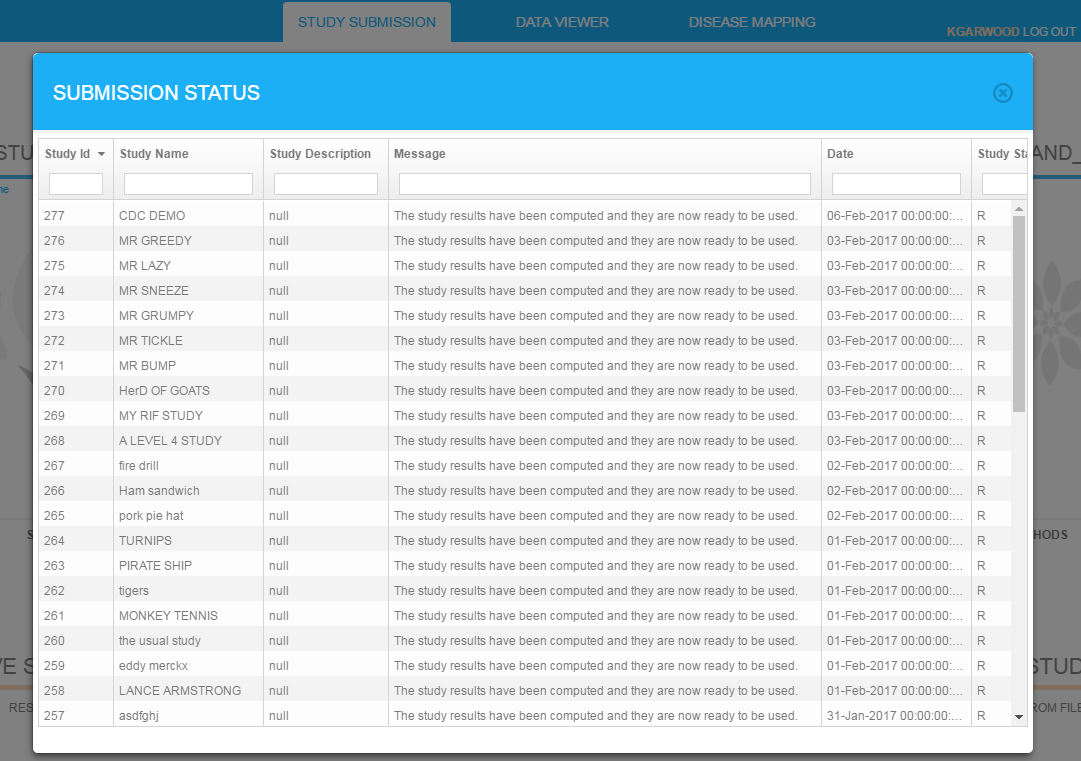 STUDY SUBMISSION DATA VIEWER DISEASE MAPPING
KGARWOOD LOG OUT
SUBMISSION STATUS
STU AND_
me
Study Id Study Name Study Description Message Date Study Sta
277 CDC DEMO null The study results have been computed and they are now ready to be used. 06-Feb-2017 00:00:00:... R
276 MR GREEDY null The study results have been computed and they are now ready to be used. 03-Feb-2017 00:00:00:... R
275 MR LAZY null The study results have been computed and they are now ready to be used. 03-Feb-2017 00:00:00:... R
274 MR SNEEZE null The study results have been computed and they are now ready to be used. 03-Feb-2017 00:00:00:... R
273 MR GRUMPY null The study results have been computed and they are now ready to be used. 03-Feb-2017 00:00:00:... R
272 MR TICKLE null The study results have been computed and they are now ready to be used. 03-Feb-2017 00:00:00:... R
271 MR BUMP null The study results have been computed and they are now ready to be used. 03-Feb-2017 00:00:00:... R
270 HerD OF GOATS null The study results have been computed and they are now ready to be used. 03-Feb-2017 00:00:00:... R
269 MY RIF STUDY null The study results have been computed and they are now ready to be used. 03-Feb-2017 00:00:00:... R
268 A LEVEL 4 STUDY null The study results have been computed and they are now ready to be used. 03-Feb-2017 00:00:00:... R
267 fire drill null The study results have been computed and they are now ready to be used. 02-Feb-2017 00:00:00:... R
266 Ham sandwich null The study results have been computed and they are now ready to be used. 02-Feb-2017 00:00:00:... R
265 pork pie hat null The study results have been computed and they are now ready to be used. 02-Feb-2017 00:00:00:... R
264 TURNIPS null The study results have been computed and they are now ready to be used. 01-Feb-2017 00:00:00:... R
S HODS
263 PIRATE SHIP null The study results have been computed and they are now ready to be used. 01-Feb-2017 00:00:00:... R
262 tigers null The study results have been computed and they are now ready to be used. 01-Feb-2017 00:00:00:... R
261 MONKEY TENNIS null The study results have been computed and they are now ready to be used. 01-Feb-2017 00:00:00:... R
260 the usual study null The study results have been computed and they are now ready to be used. 01-Feb-2017 00:00:00:... R
259 eddy merckx null The study results have been computed and they are now ready to be used. 01-Feb-2017 00:00:00:... R
VE S STUD
258 LANCE ARMSTRONG null The study results have been computed and they are now ready to be used. 01-Feb-2017 00:00:00:... R
RES ROM FILE
257 asdfghj null The study results have been computed and they are now ready to be used. 31-Jan-2017 00:00:00:... R